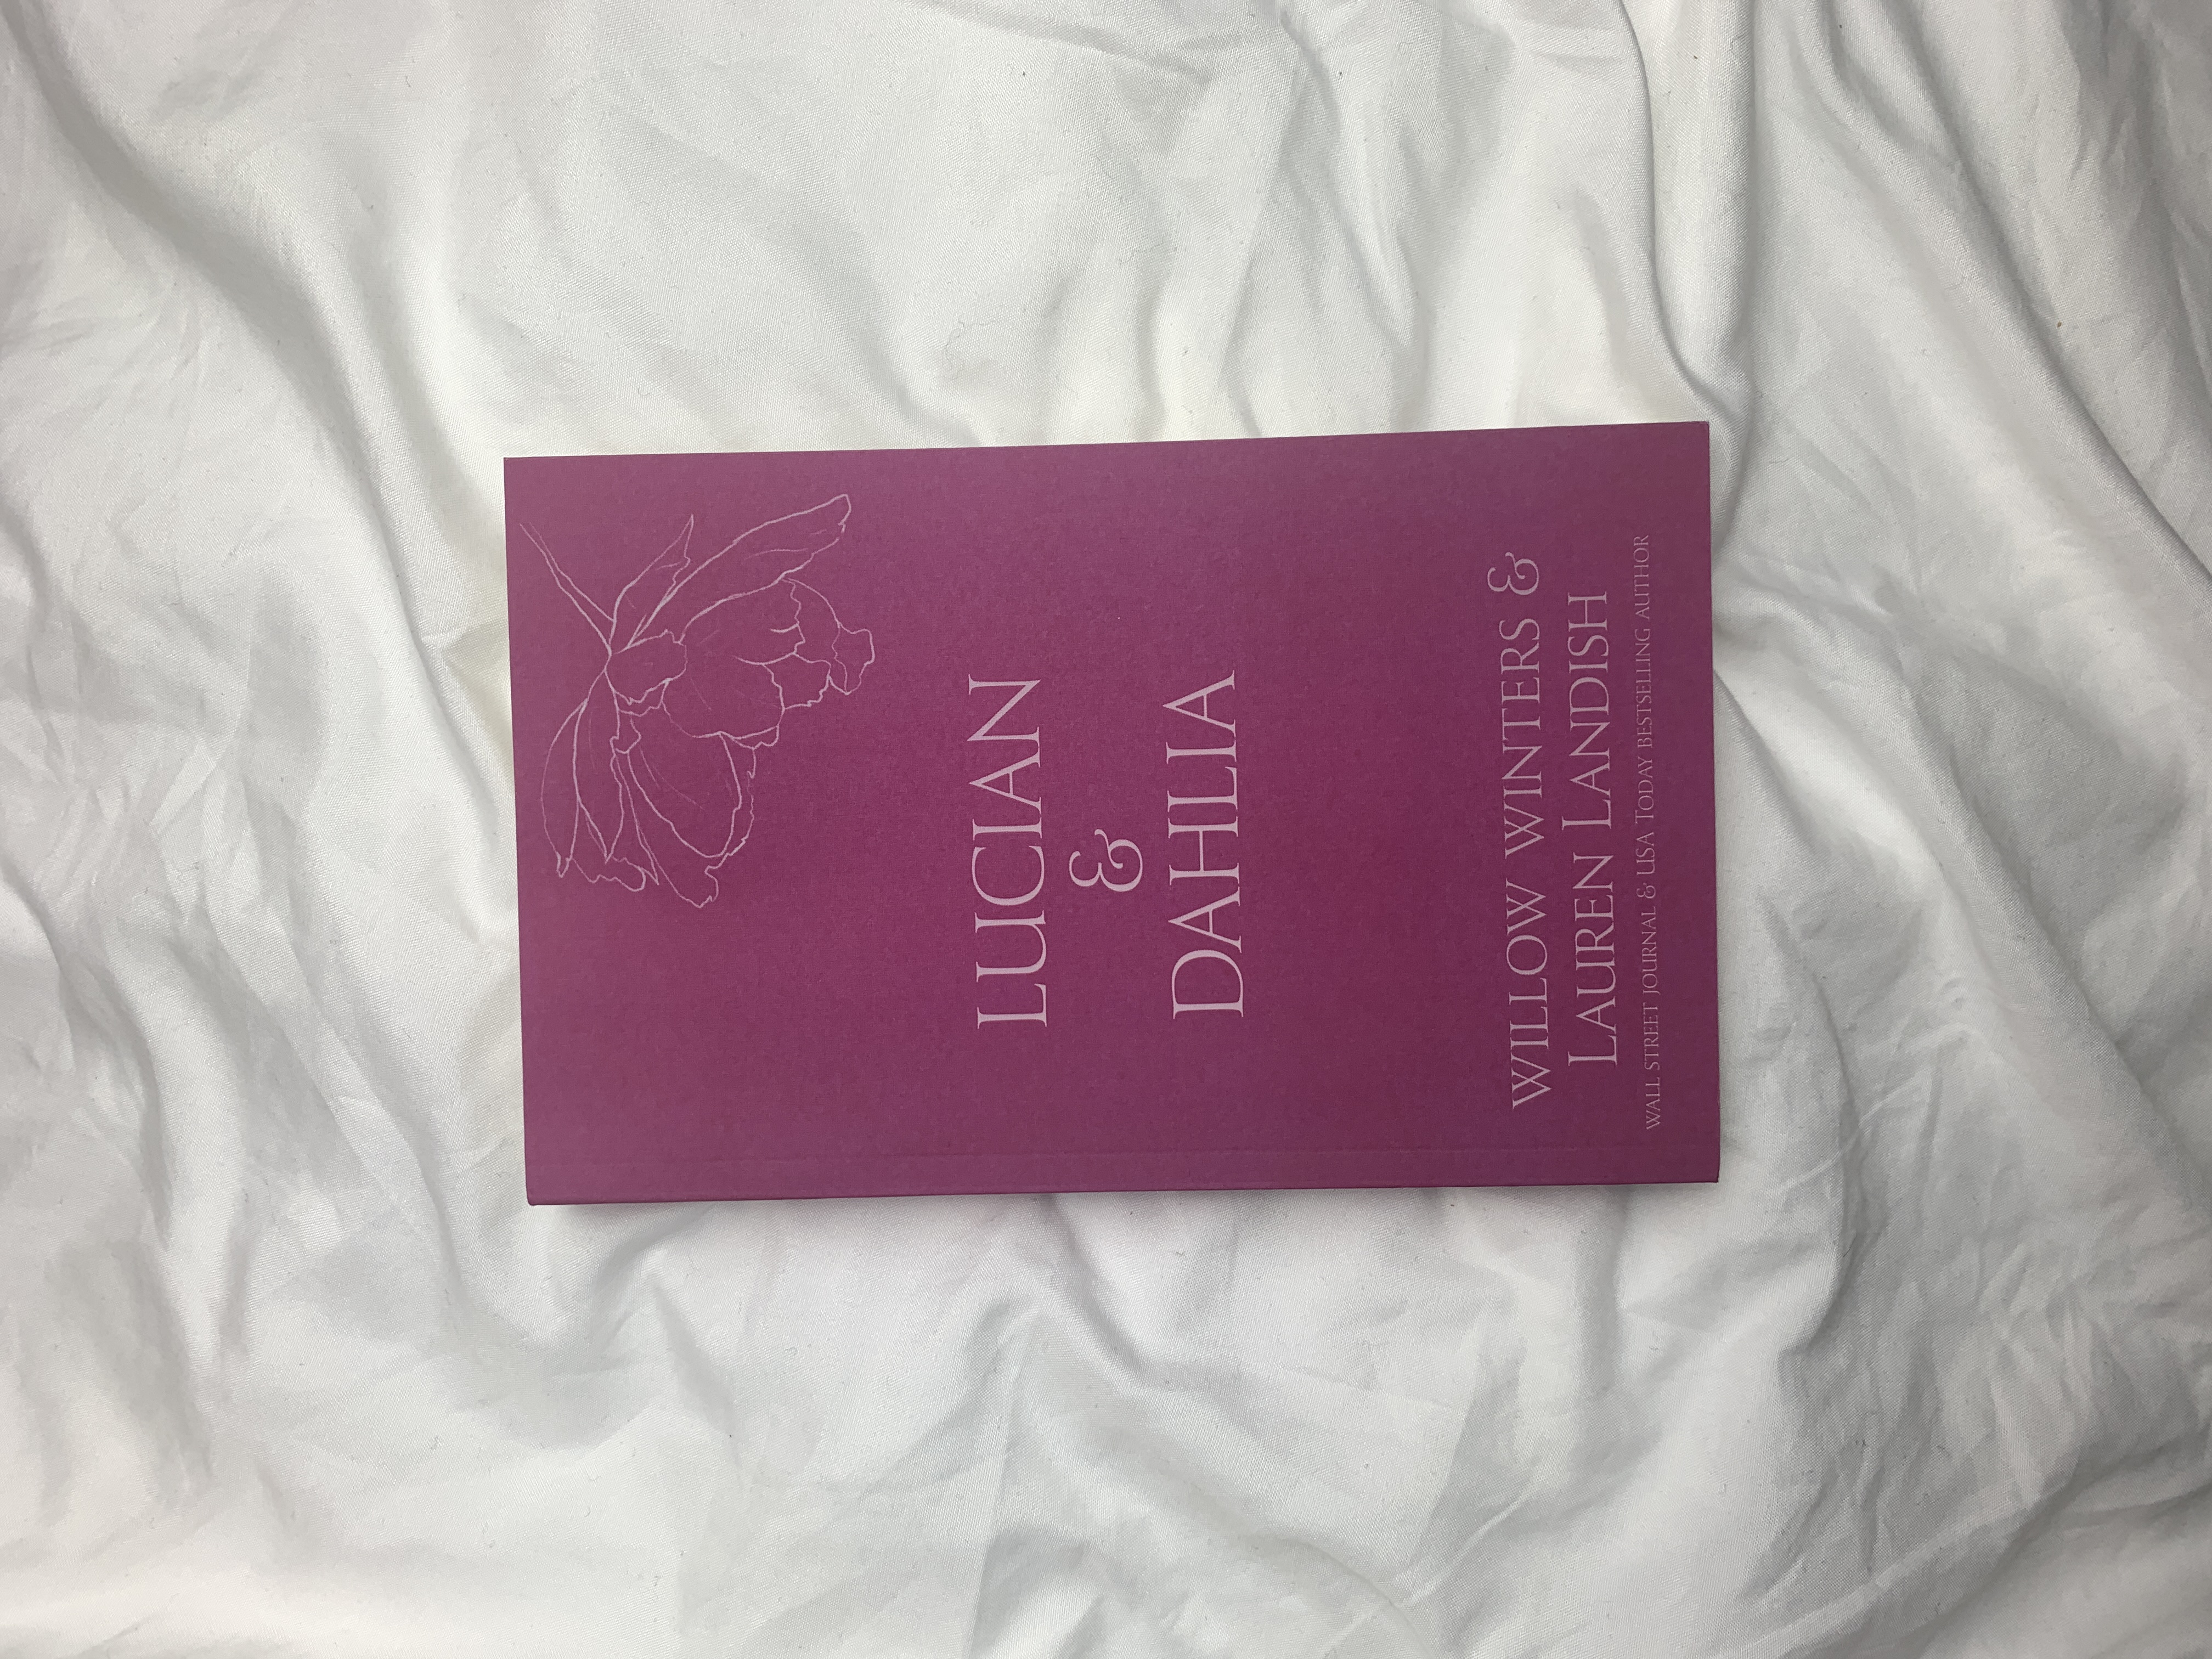 LUCIAN
&
DAHLIA
WILLOW WINTERS &
LAUREN LANDISH
WALL STREET JOURNAL & USA TODAY BESTSELLING AUTHOR